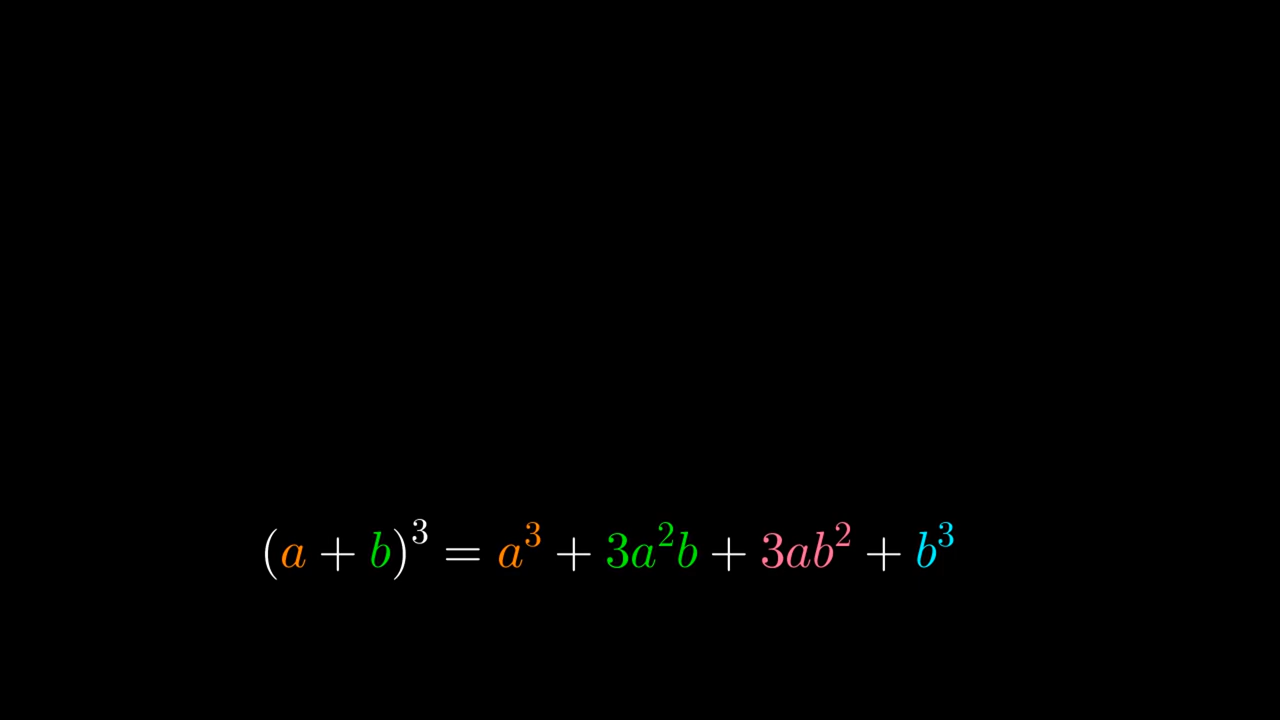 (a + b)³ = a³ + 3a²b + 3ab² + b³